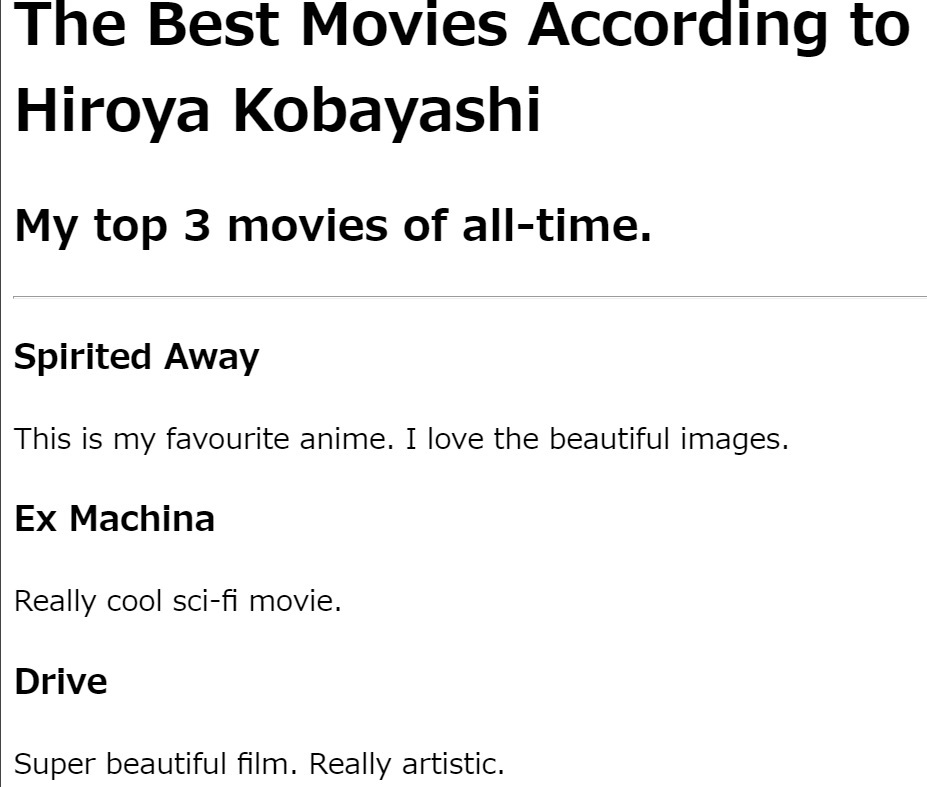 The Best Movies According to
Hiroya Kobayashi
My top 3 movies of all-time.
Spirited Away
This is my favourite anime. I love the beautiful images.
Ex Machina
Really cool sci-fi movie.
Drive
Super beautiful film. Really artistic.